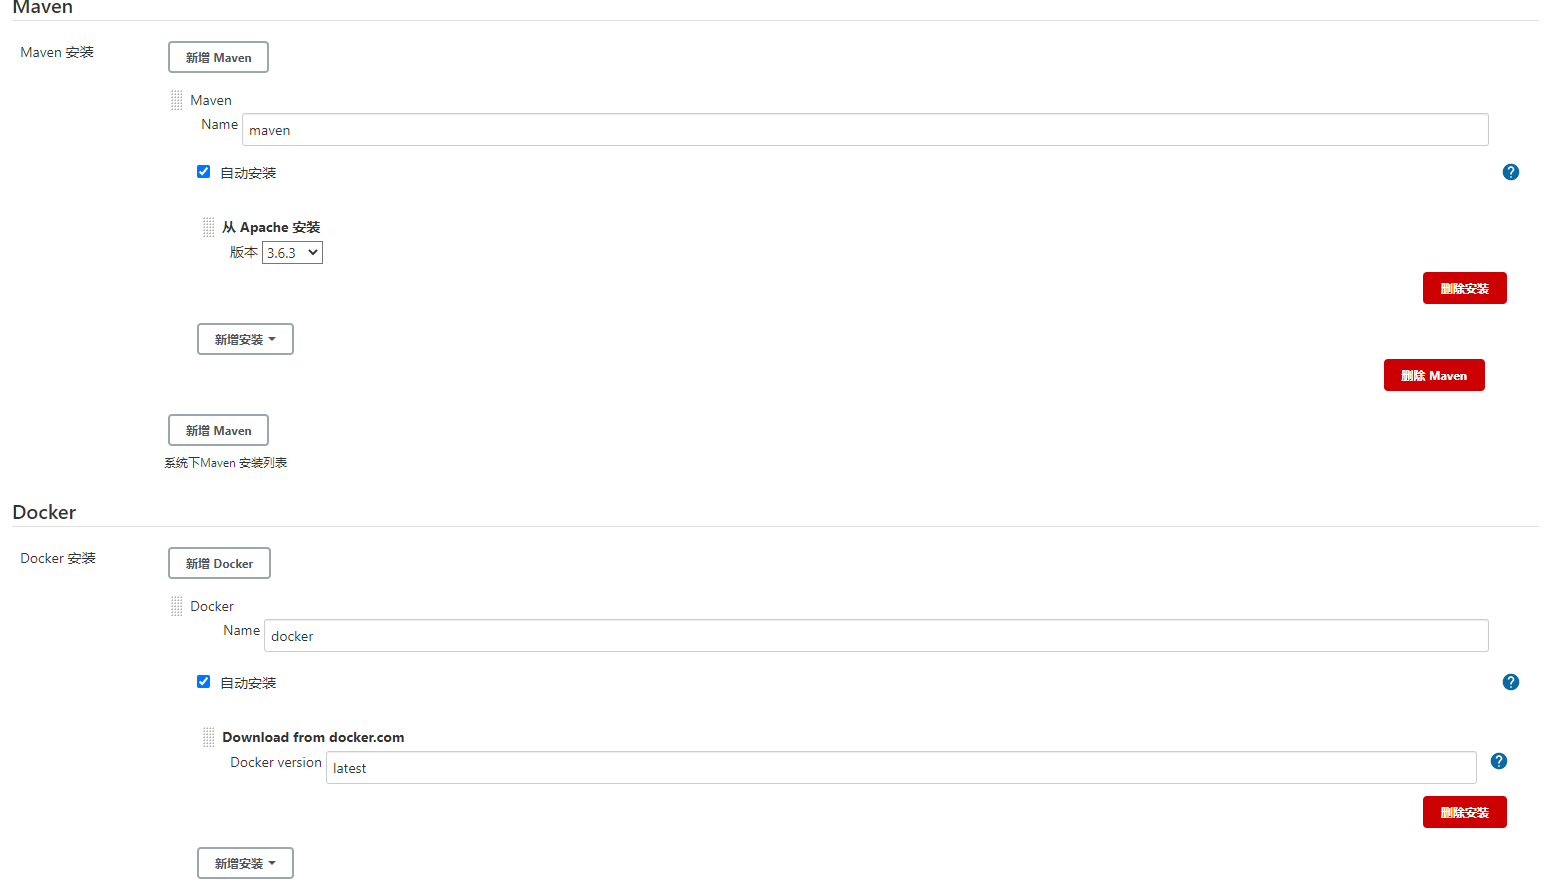 Maven
Maven 安装
新增 Maven
Maven
Name
maven
自动安装
从 Apache 安装
版本
3.6.3
删除安装
新增安装
删除 Maven
新增 Maven
系统下Maven 安装列表
Docker
Docker 安装
新增 Docker
Docker
Name
docker
自动安装
Download from docker.com
Docker version
latest
删除安装
新增安装